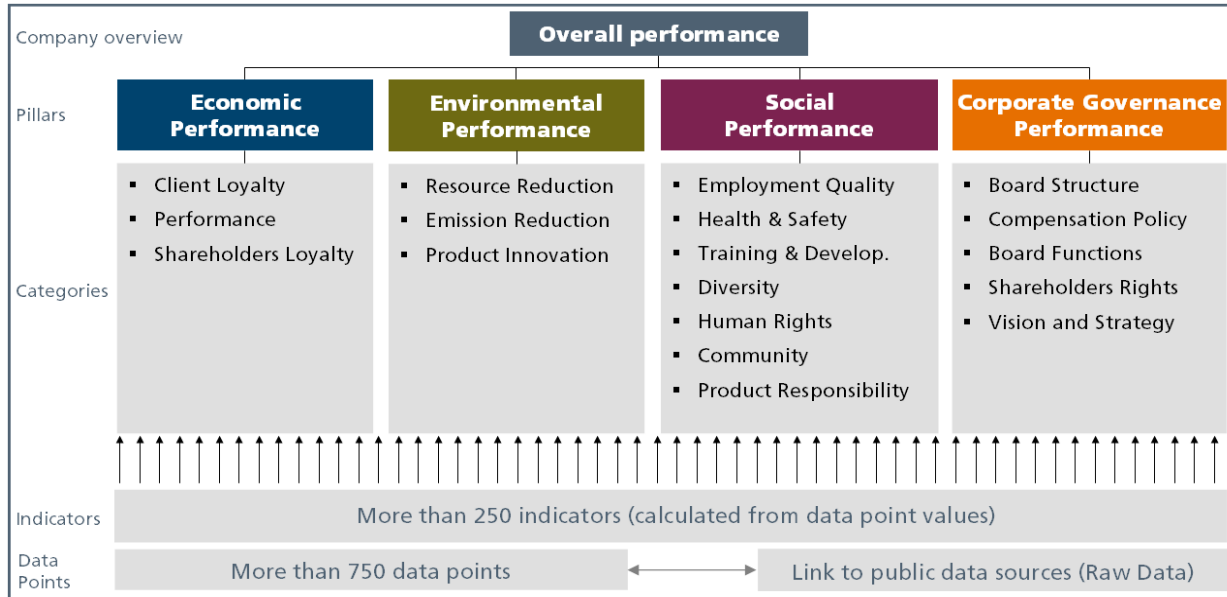 Company overview
Overall performance
Pillars
Economic
Performance
Environmental
Performance
Social
Performance
Corporate Governance
Performance
Categories
▪ Client Loyalty
▪ Performance
▪ Shareholders Loyalty
▪ Resource Reduction
▪ Emission Reduction
▪ Product Innovation
▪ Employment Quality
▪ Health & Safety
▪ Training & Develop.
▪ Diversity
▪ Human Rights
▪ Community
▪ Product Responsibility
▪ Board Structure
▪ Compensation Policy
▪ Board Functions
▪ Shareholders Rights
▪ Vision and Strategy
Indicators
More than 250 indicators (calculated from data point values)
Data
Points
More than 750 data points
Link to public data sources (Raw Data)